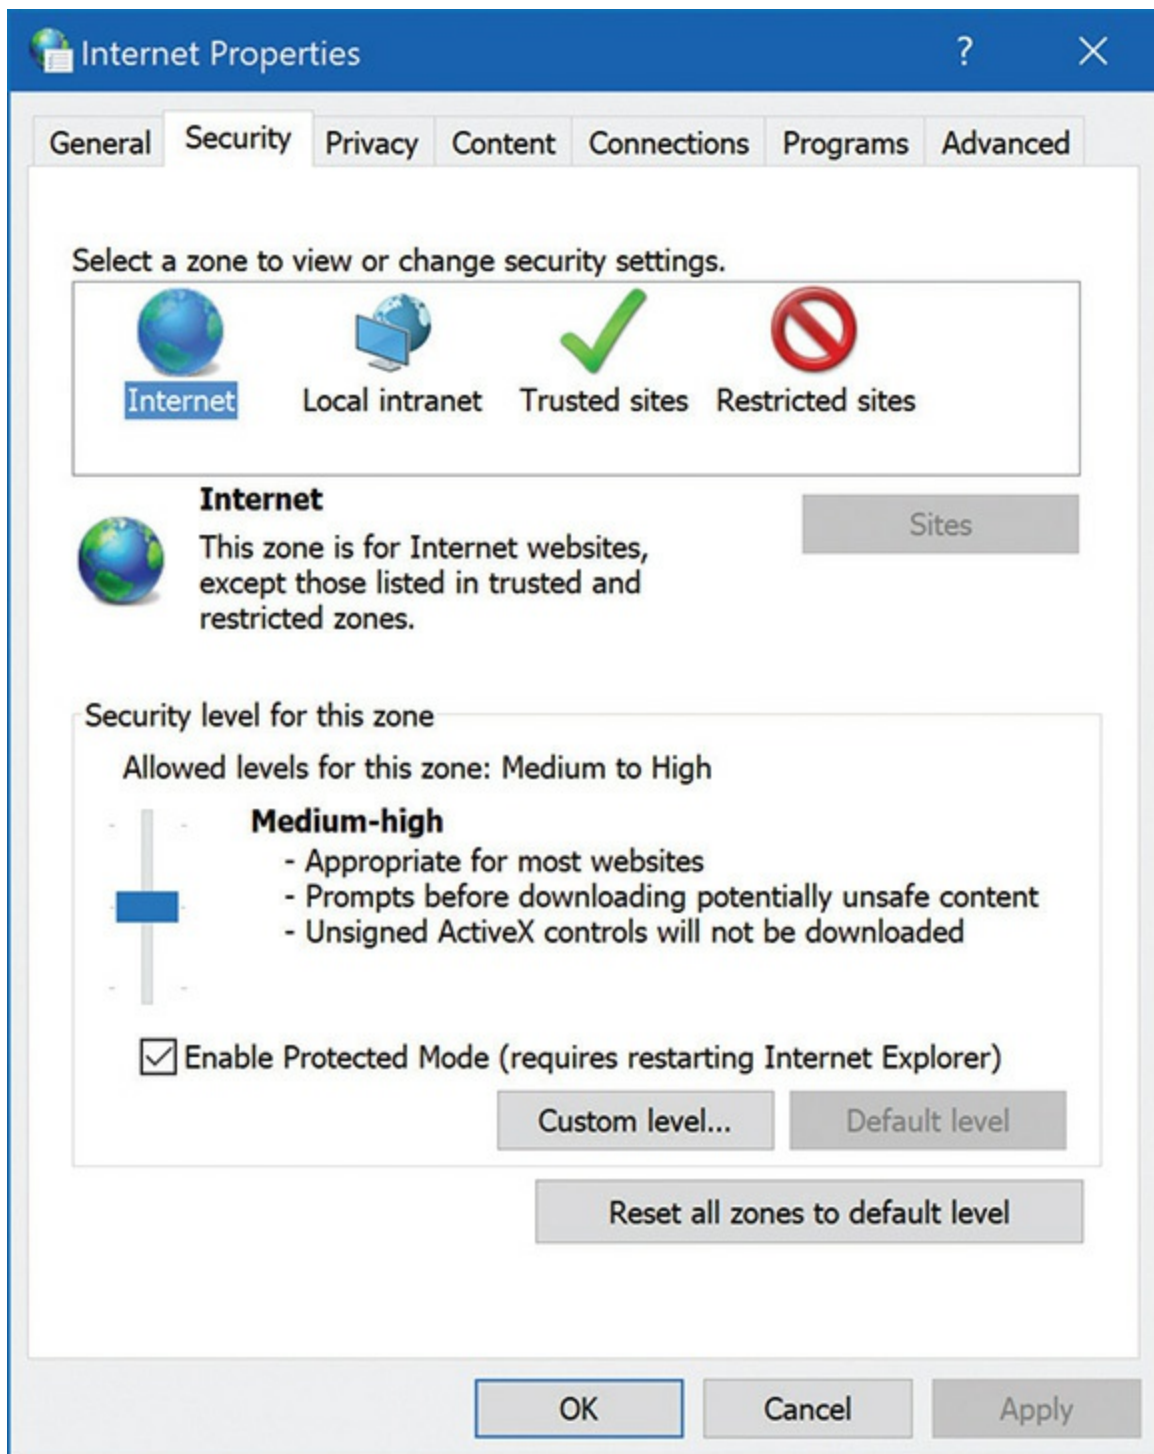 Internet Properties ?
General Security Privacy Content Connections Programs Advanced
Select a zone to view or change security settings.
Internet Local intranet Trusted sites Restricted sites
Internet
Sites
This zone is for Internet websites,
except those listed in trusted and
restricted zones.
Security level for this zone
Allowed levels for this zone: Medium to High
Medium-high
- Appropriate for most websites
- Prompts before downloading potentially unsafe content
- Unsigned ActiveX controls will not be downloaded
Enable Protected Mode (requires restarting Internet Explorer)
Custom level... Default level
Reset all zones to default level
OK Cancel Apply